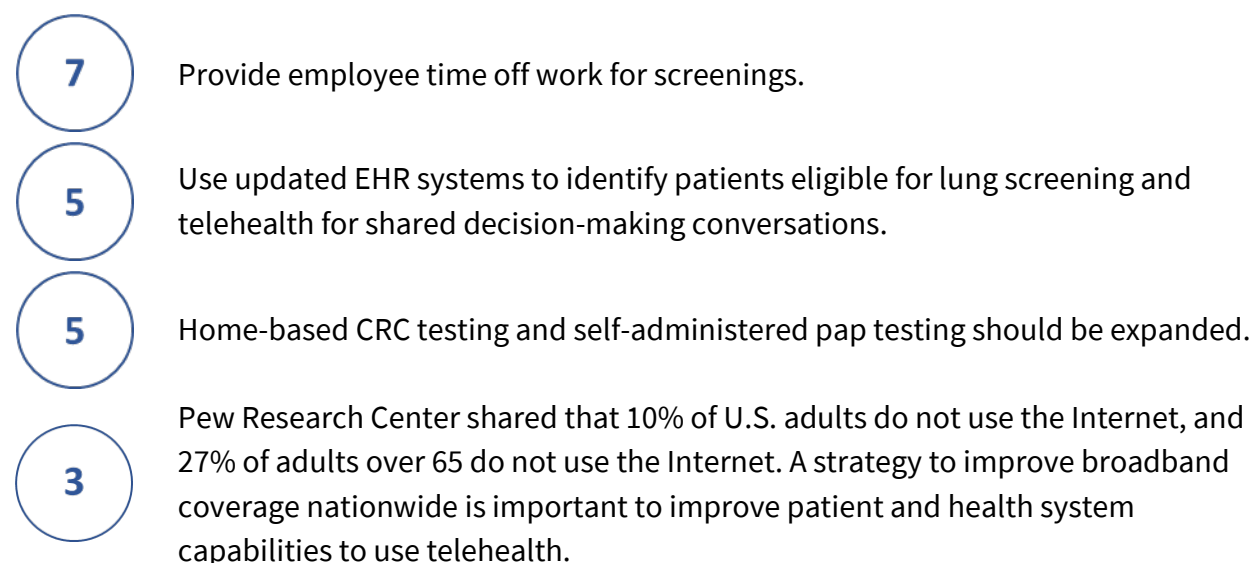 7
Provide employee time off work for screenings.
5
Use updated EHR systems to identify patients eligible for lung screening and
telehealth for shared decision-making conversations.
5
Home-based CRC testing and self-administered pap testing should be expanded.
3
Pew Research Center shared that 10% of U.S. adults do not use the Internet, and
27% of adults over 65 do not use the Internet. A strategy to improve broadband
coverage nationwide is important to improve patient and health system
capabilities to use telehealth.